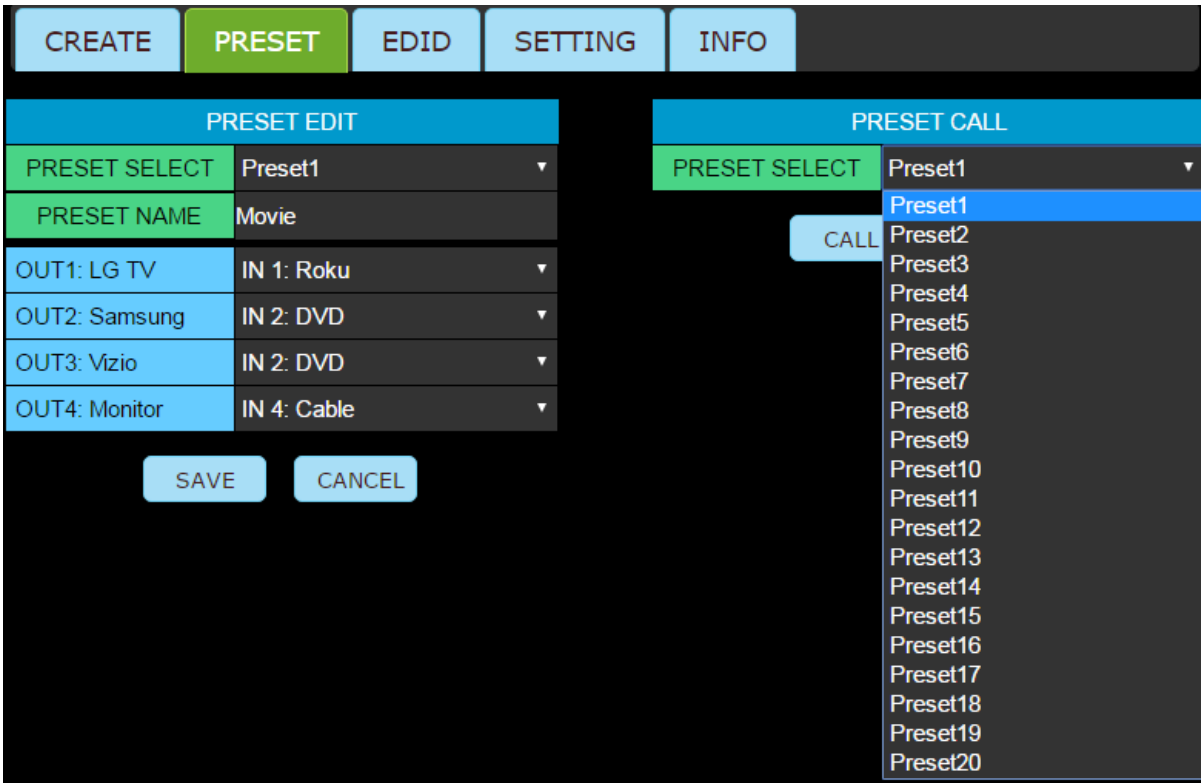 CREATE PRESET EDID SETTING INFO
PRESET EDIT
PRESET SELECT Preset1
PRESET NAME Movie
OUT1: LG TV IN 1: Roku
OUT2: Samsung IN 2: DVD
OUT3: Vizio IN 2: DVD
OUT4: Monitor IN 4: Cable
SAVE CANCEL
PRESET CALL
PRESET SELECT Preset1
CALL
Preset1
Preset2
Preset3
Preset4
Preset5
Preset6
Preset7
Preset8
Preset9
Preset10
Preset11
Preset12
Preset13
Preset14
Preset15
Preset16
Preset17
Preset18
Preset19
Preset20